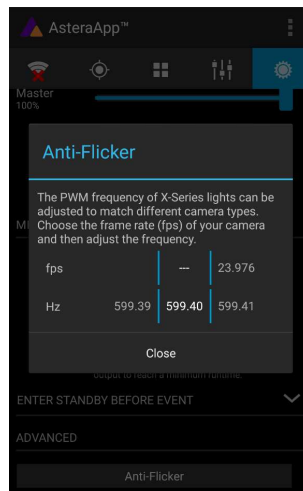 AsteraApp™
Master
100%
Anti-Flicker
The PWM frequency of X-Series lights can be
adjusted to match different camera types.
Choose the frame rate (fps) of your camera
and then adjust the frequency.
MI
fps --- 23.976
Hz 599.39 599.40 599.41
Close
output to reach a minimum runtime.
ENTER STANDBY BEFORE EVENT
ADVANCED
Anti-Flicker